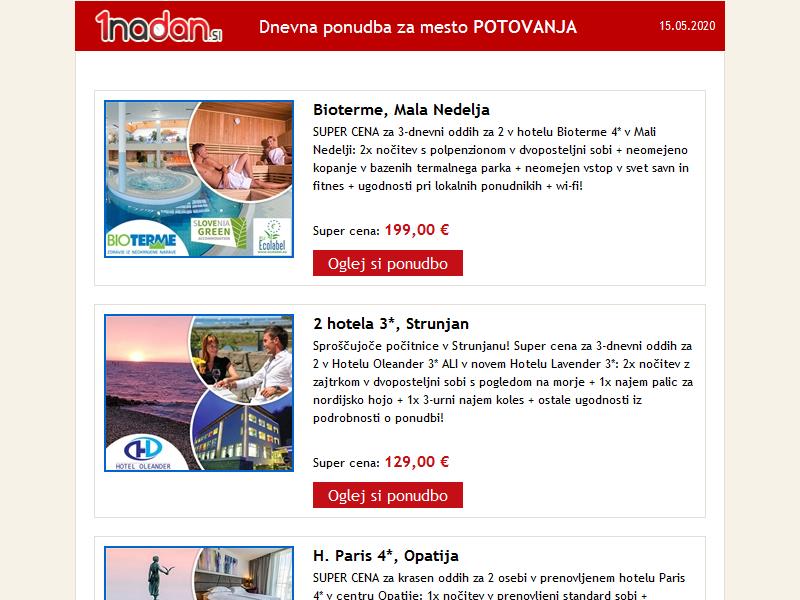 1nadan.si
Dnevna ponudba za mesto POTOVANJA
15.05.2020
Bioterme, Mala Nedelja
SUPER CENA za 3-dnevni oddih za 2 v hotelu Bioterme 4* v Mali
Nedelji: 2x nočitev s polpenzionom v dvoposteljni sobi + neomejeno
kopanje v bazenih termalnega parka + neomejen vstop v svet savn in
fitnes + ugodnosti pri lokalnih ponudnikih + wi-fi!
Super cena: 199,00 €
Oglej si ponudbo
BIOTERME
ZDRAVJE IZ NEOKRNJENE NARAVE
SLOVENIA
GREEN
ACCOMMODATION
Ecolabel
2 hotela 3*, Strunjan
Sproščujoče počitnice v Strunjanu! Super cena za 3-dnevni oddih za
2 v Hotelu Oleander 3* ALI v novem Hotelu Lavender 3*: 2x nočitev z
zajtrkom v dvoposteljni sobi s pogledom na morje + 1x najem palic za
nordijsko hojo + 1x 3-urni najem koles + ostale ugodnosti iz
podrobnosti o ponudbi!
Super cena: 129,00 €
Oglej si ponudbo
HOTEL OLEANDER
H. Paris 4*, Opatija
SUPER CENA za krasen oddih za 2 osebi v prenovljenem hotelu Paris
4* v centru Opatije: 1x nočitev v prenovljeni standard sobi +